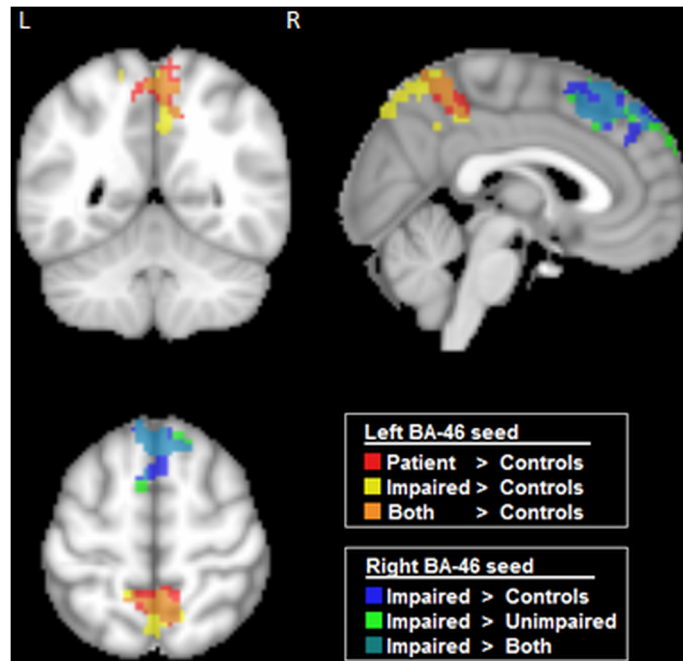 L R
Left BA-46 seed
Patient > Controls
Impaired > Controls
Both > Controls
Right BA-46 seed
Impaired > Controls
Impaired > Unimpaired
Impaired > Both